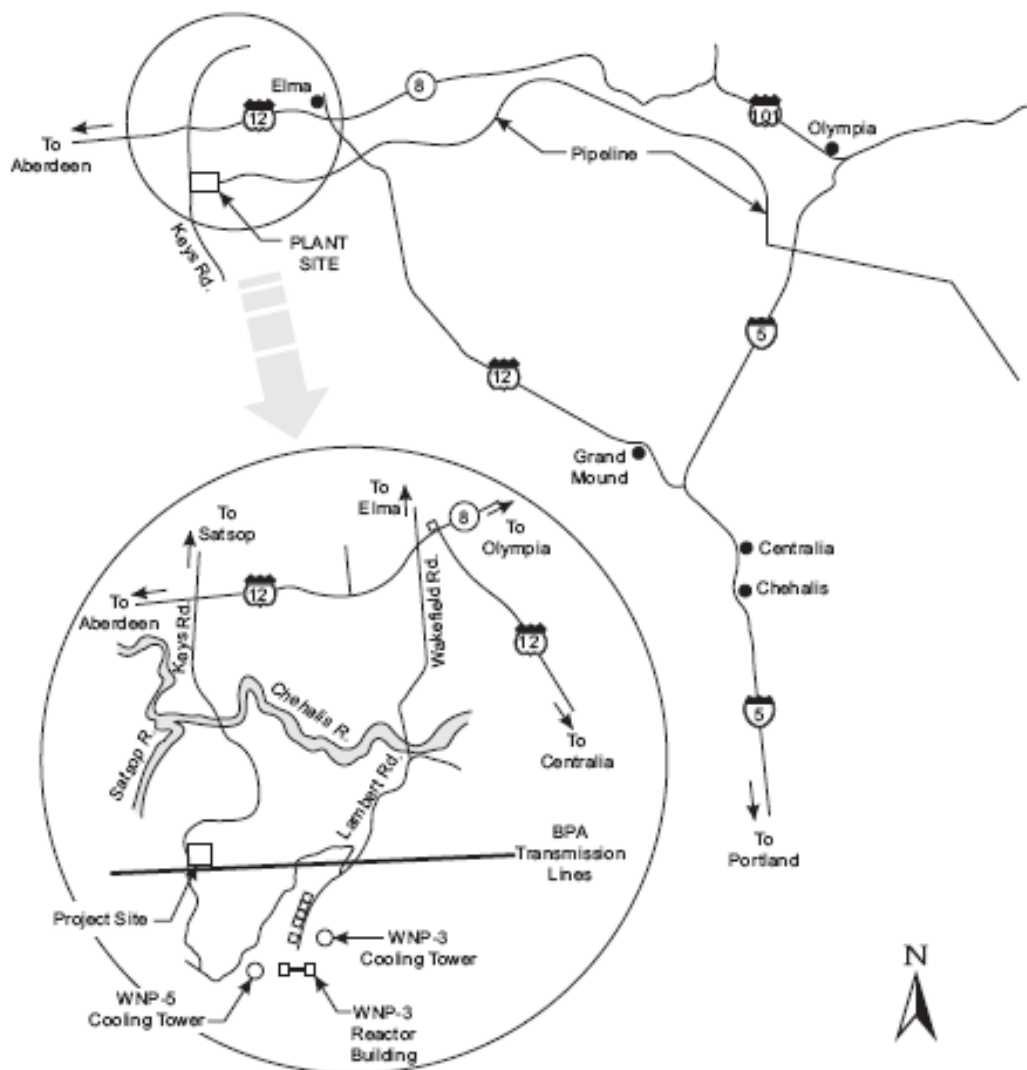 8
Elma
12
101
To
Aberdeen
Olympia
Pipeline
Keys Rd.
PLANT
SITE
5
12
Grand
Mound
To
Elma
8
To
Satsop
To
Olympia
Centralia
12
Chehalis
To
Aberdeen
Keys Rd.
Wakefield Rd.
12
Chehalis R.
5
Satsop R.
To
Centralia
Lambert Rd.
BPA
Transmission
Lines
To
Portland
Project Site
WNP-3
Cooling Tower
WNP-5
Cooling Tower
WNP-3
Reactor
Building
N